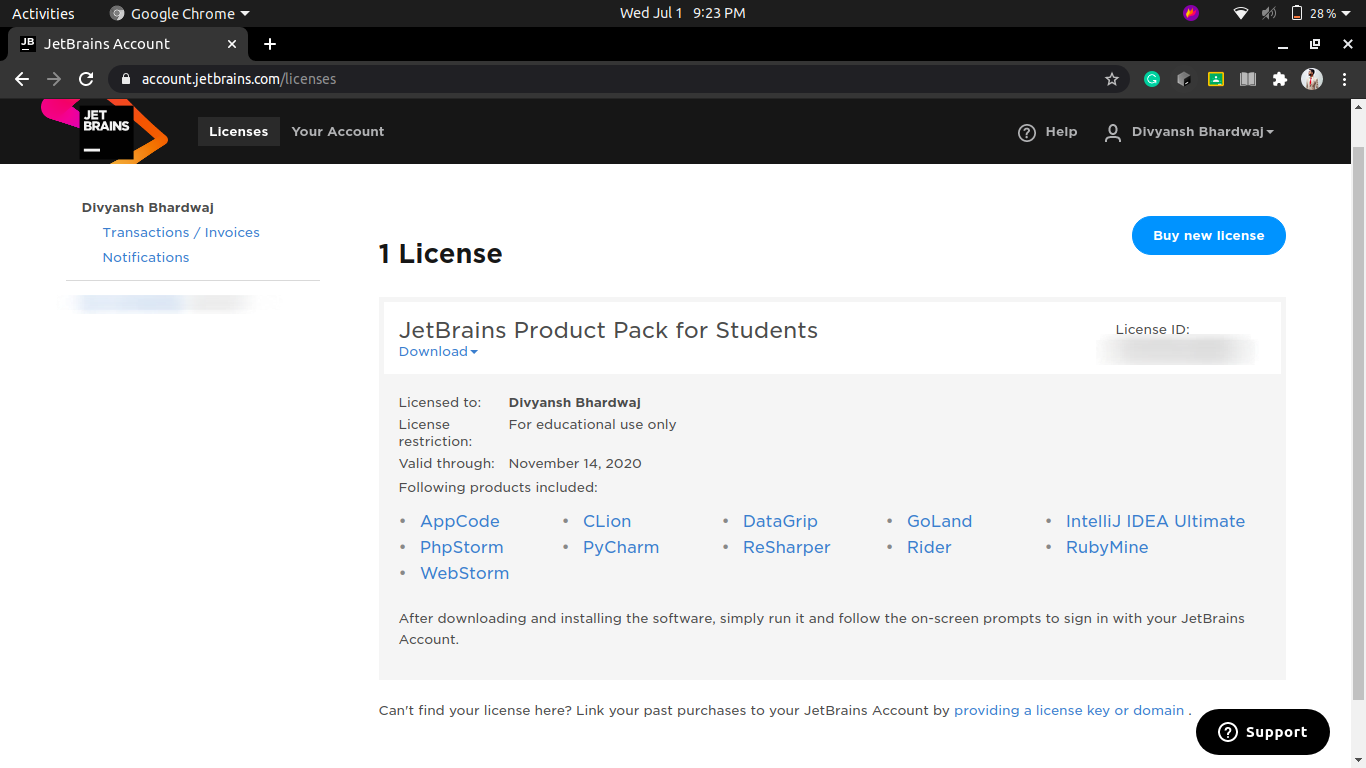 Activities Google Chrome Wed Jul 1 9:23 PM 28 %
JB JetBrains Account
account.jetbrains.com/licenses
JET
BRAINS
Licenses Your Account Help Divyansh Bhardwaj
Divyansh Bhardwaj
Transactions / Invoices
Notifications
1 License
Buy new license
JetBrains Product Pack for Students
Download
License ID:
Licensed to: Divyansh Bhardwaj
License
restriction:
For educational use only
Valid through: November 14, 2020
Following products included:
• AppCode • CLion • DataGrip • GoLand • IntelliJ IDEA Ultimate
• PhpStorm • PyCharm • ReSharper • Rider • RubyMine
• WebStorm
After downloading and installing the software, simply run it and follow the on-screen prompts to sign in with your JetBrains
Account.
Can't find your license here? Link your past purchases to your JetBrains Account by providing a license key or domain .
Support